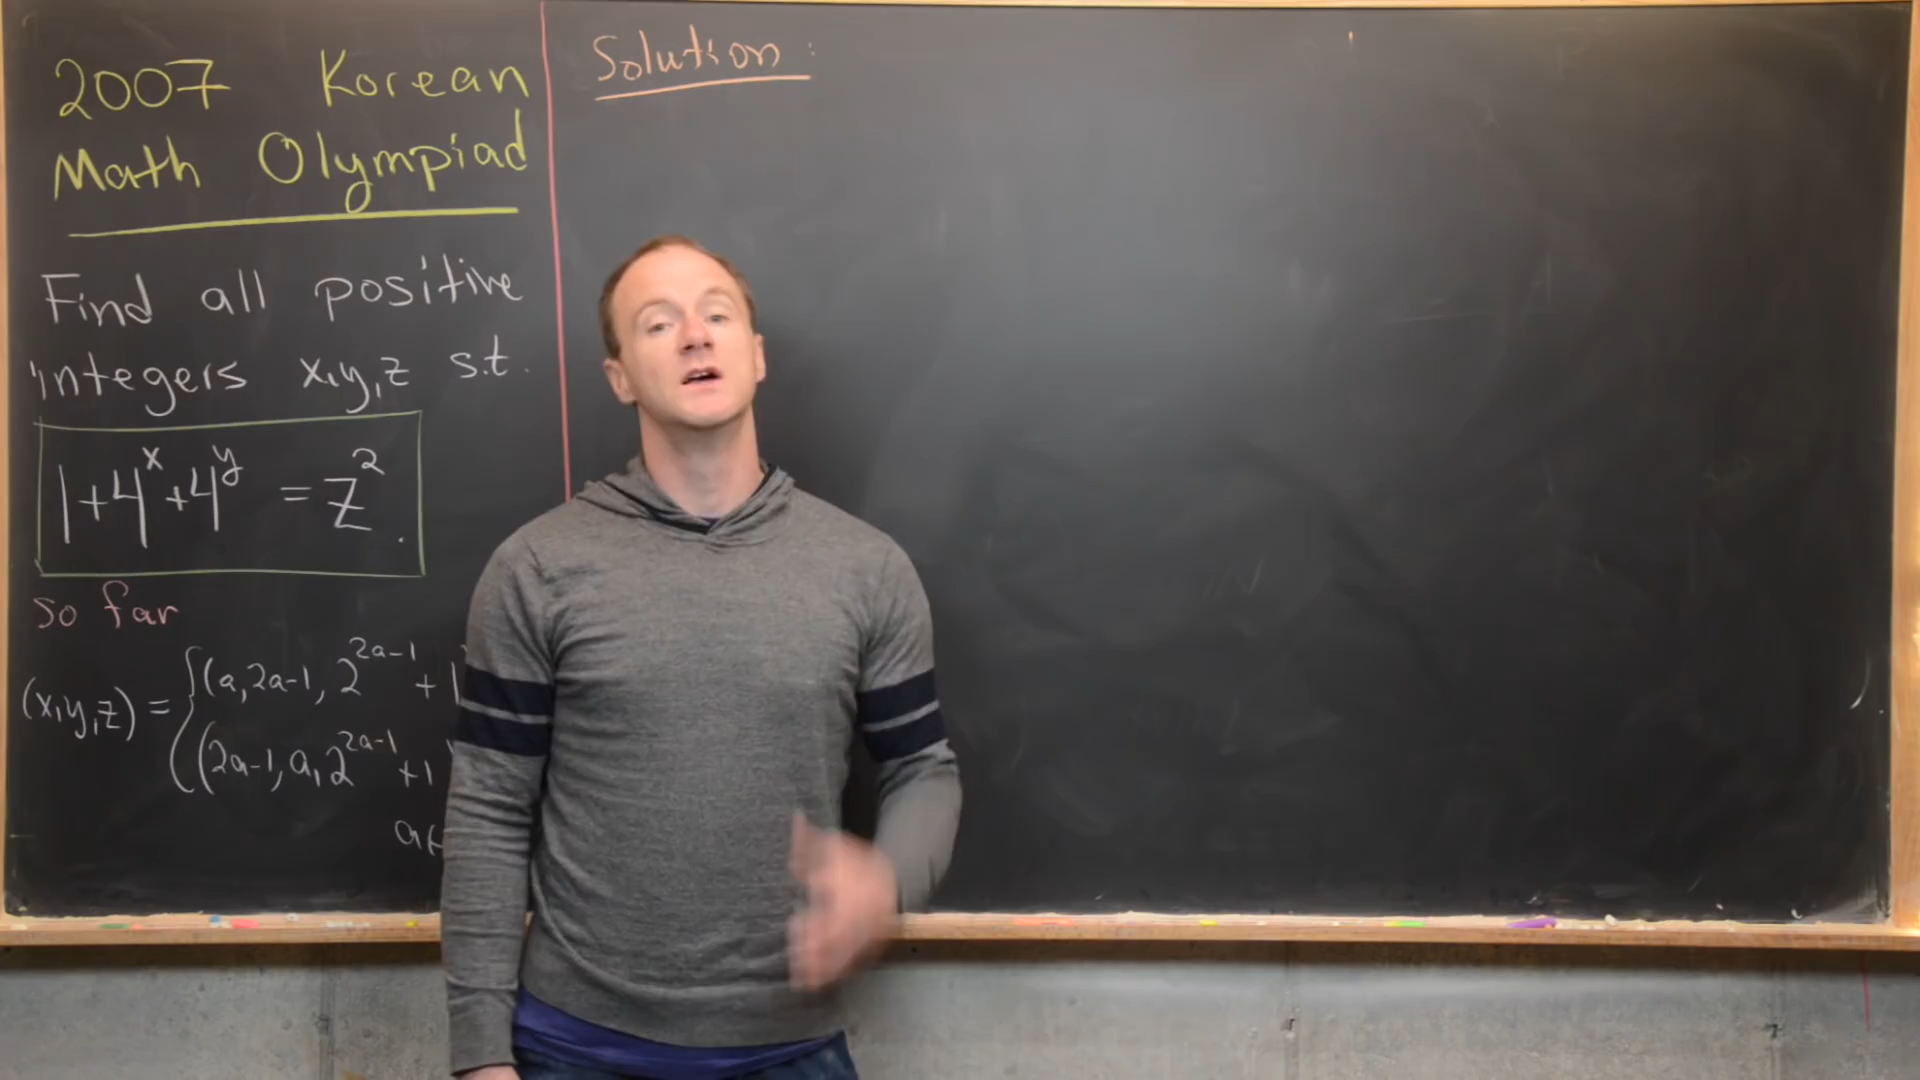 2007 Korean
Math Olympiad
Find all positive
integers x,y,z s.t.
1+4^x+4^y = z^2.
so far
(x,y,z) = { (a,2a-1, 2^{2a-1}+1
(2a-1,a,2^{2a-1}+1
a∈
Solution: